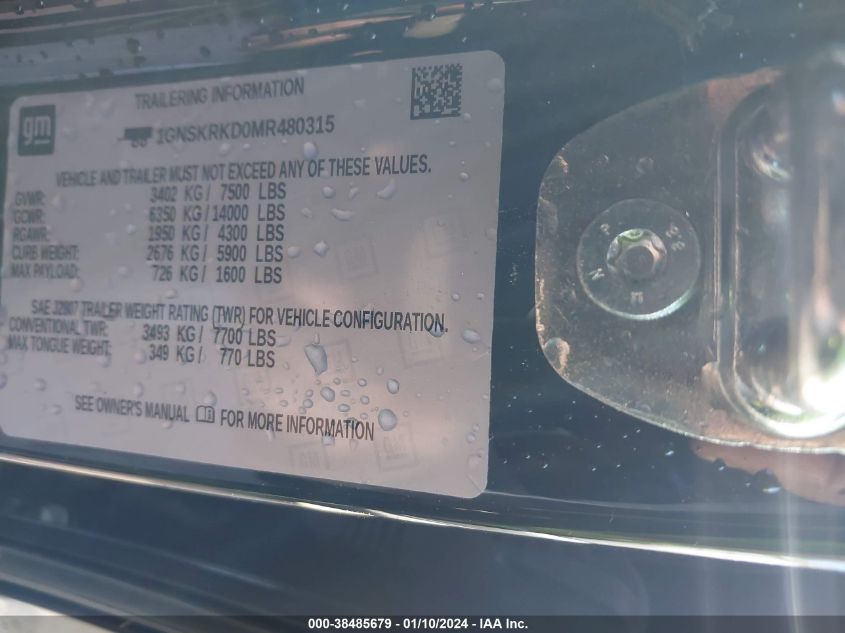 gm
TRAILERING INFORMATION
1GNSKRKD0MR480315
VEHICLE AND TRAILER MUST NOT EXCEED ANY OF THESE VALUES.
GVWR: 3402 KG / 7500 LBS
GCWR: 6350 KG / 14000 LBS
RGAWR: 1950 KG / 4300 LBS
CURB WEIGHT: 2676 KG / 5900 LBS
MAX PAYLOAD: 726 KG / 1600 LBS
SAE J2807 TRAILER WEIGHT RATING (TWR) FOR VEHICLE CONFIGURATION.
CONVENTIONAL TWR: 3493 KG / 7700 LBS
MAX TONGUE WEIGHT: 349 KG / 770 LBS
SEE OWNER'S MANUAL FOR MORE INFORMATION
000-38485679 - 01/10/2024 - IAA Inc.